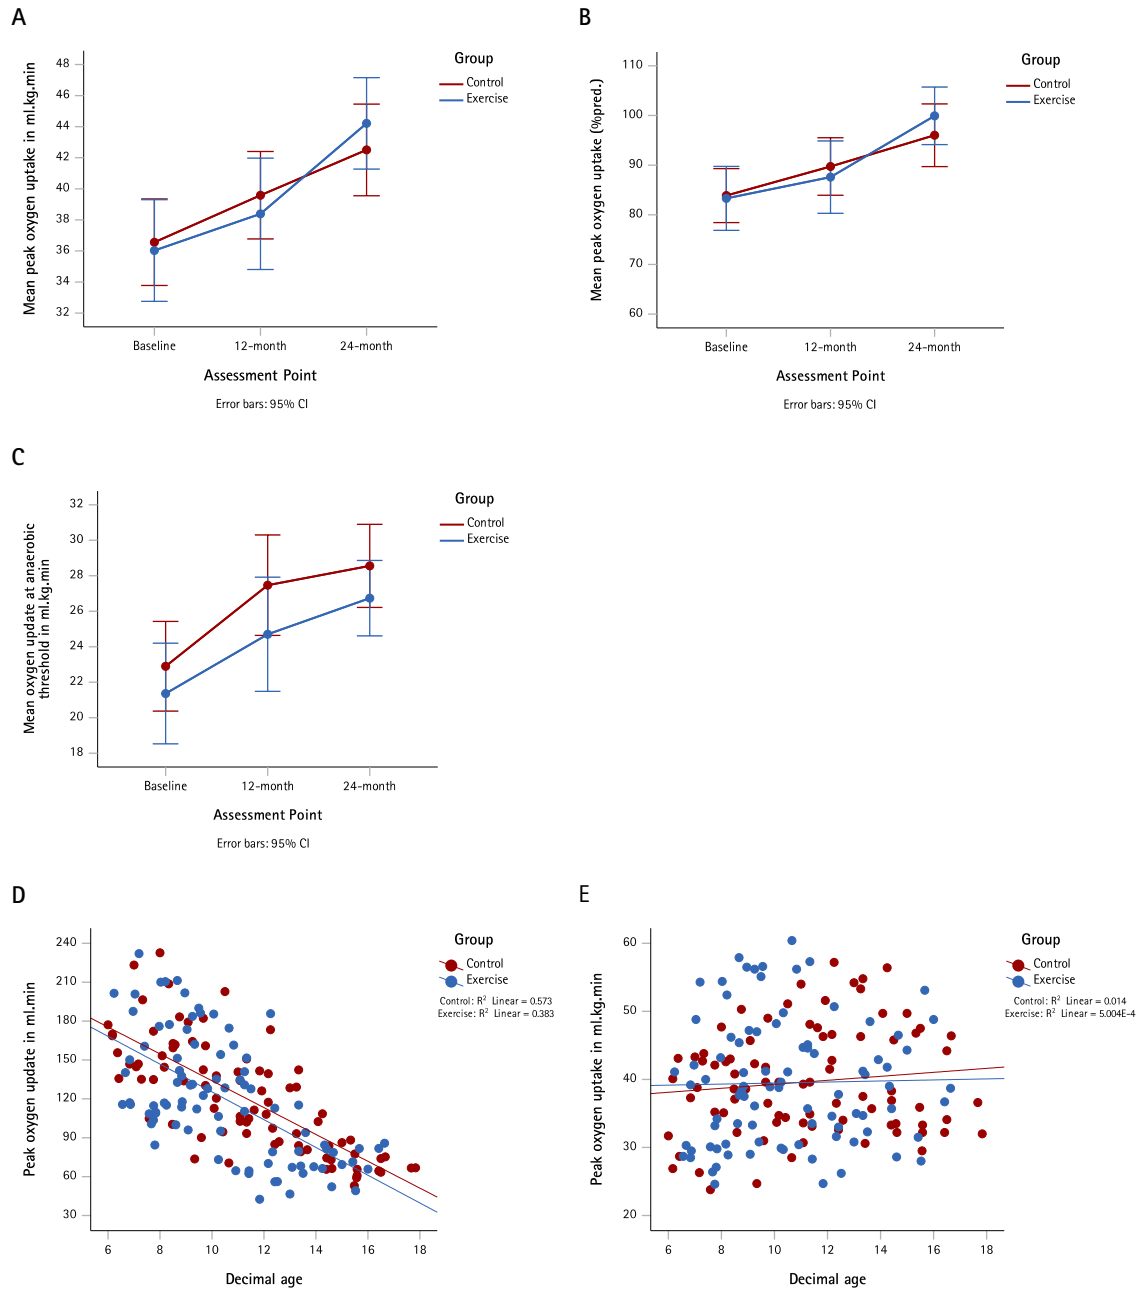 A
Mean peak oxygen uptake in ml.kg.min
48
46
44
42
40
38
36
34
32
Baseline
12-month
24-month
Assessment Point
Error bars: 95% CI
Group
Control
Exercise
B
Mean peak oxygen uptake (%pred.)
110
100
90
80
70
60
Baseline
12-month
24-month
Assessment Point
Error bars: 95% CI
Group
Control
Exercise
C
Mean oxygen update at anaerobic
threshold in ml.kg.min
32
30
28
26
24
22
20
18
Baseline
12-month
24-month
Assessment Point
Error bars: 95% CI
Group
Control
Exercise
D
Peak oxygen update in ml.min
240
210
180
150
120
90
60
30
6
8
10
12
14
16
18
Decimal age
Group
Control
Exercise
Control: R² Linear = 0.573
Exercise: R² Linear = 0.383
E
Peak oxygen uptake in ml.kg.min
60
50
40
30
20
6
8
10
12
14
16
18
Decimal age
Group
Control
Exercise
Control: R² Linear = 0.014
Exercise: R² Linear = 5.004E-4